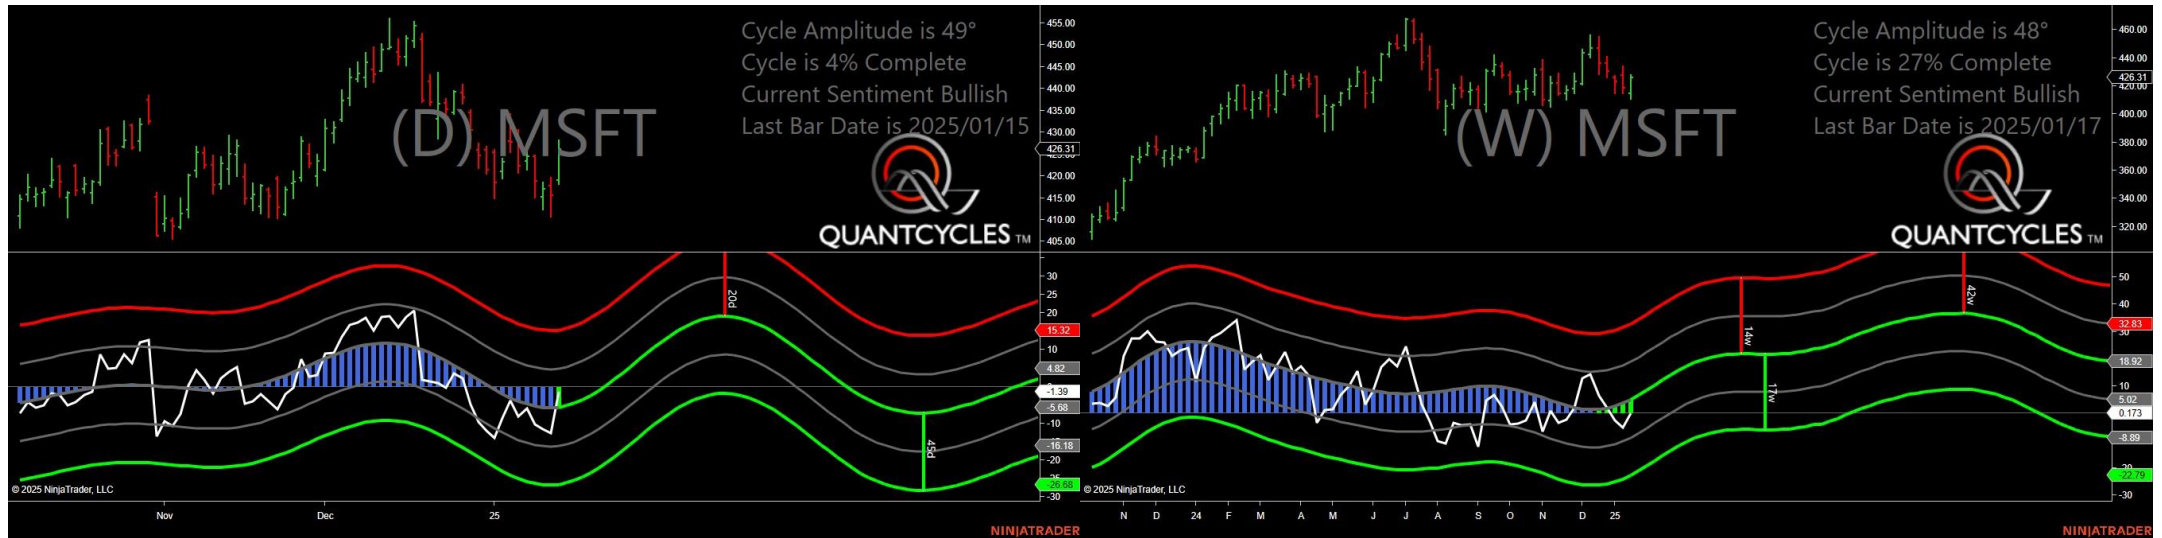 Cycle Amplitude is 49°
Cycle is 4% Complete
Current Sentiment Bullish
Last Bar Date is 2025/01/15
(D) MSFT
QUANTCYCLES TM
455.00
450.00
445.00
440.00
435.00
430.00
426.31
420.00
415.00
410.00
405.00
20d
45d
30
25
20
15.32
10
4.82
-1.39
-5.68
-10
-16.18
-20
-26.68
-30
© 2025 NinjaTrader, LLC
Nov
Dec
25
NINJATRADER
Cycle Amplitude is 48°
Cycle is 27% Complete
Current Sentiment Bullish
Last Bar Date is 2025/01/17
(W) MSFT
QUANTCYCLES TM
460.00
440.00
426.31
420.00
400.00
380.00
360.00
340.00
320.00
14w
17w
42w
50
40
32.83
30
18.92
10
5.02
0.173
-8.89
-22.79
-30
© 2025 NinjaTrader, LLC
N D 24 F M A M J J A S O N D 25
NINJATRADER